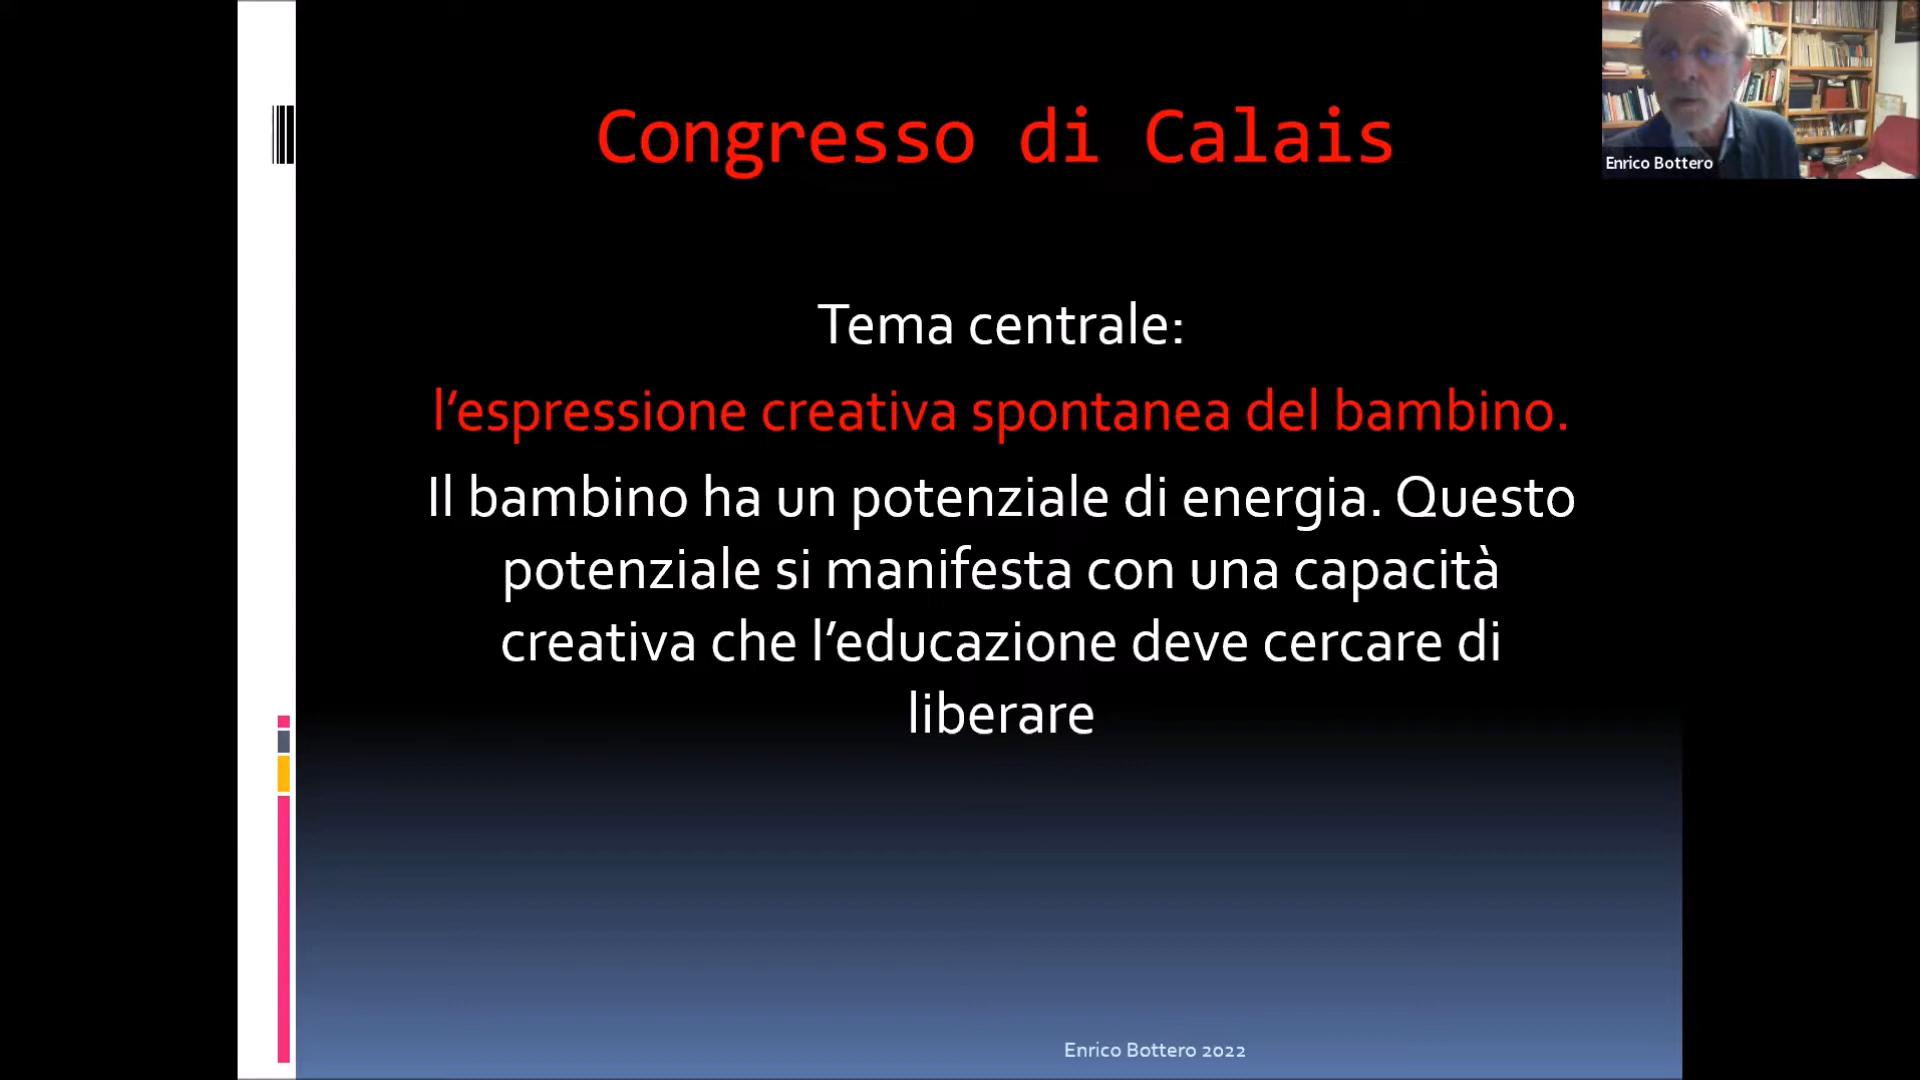 Congresso di Calais
Enrico Bottero
Tema centrale:
l’espressione creativa spontanea del bambino.
Il bambino ha un potenziale di energia. Questo
potenziale si manifesta con una capacità
creativa che l’educazione deve cercare di
liberare
Enrico Bottero 2022